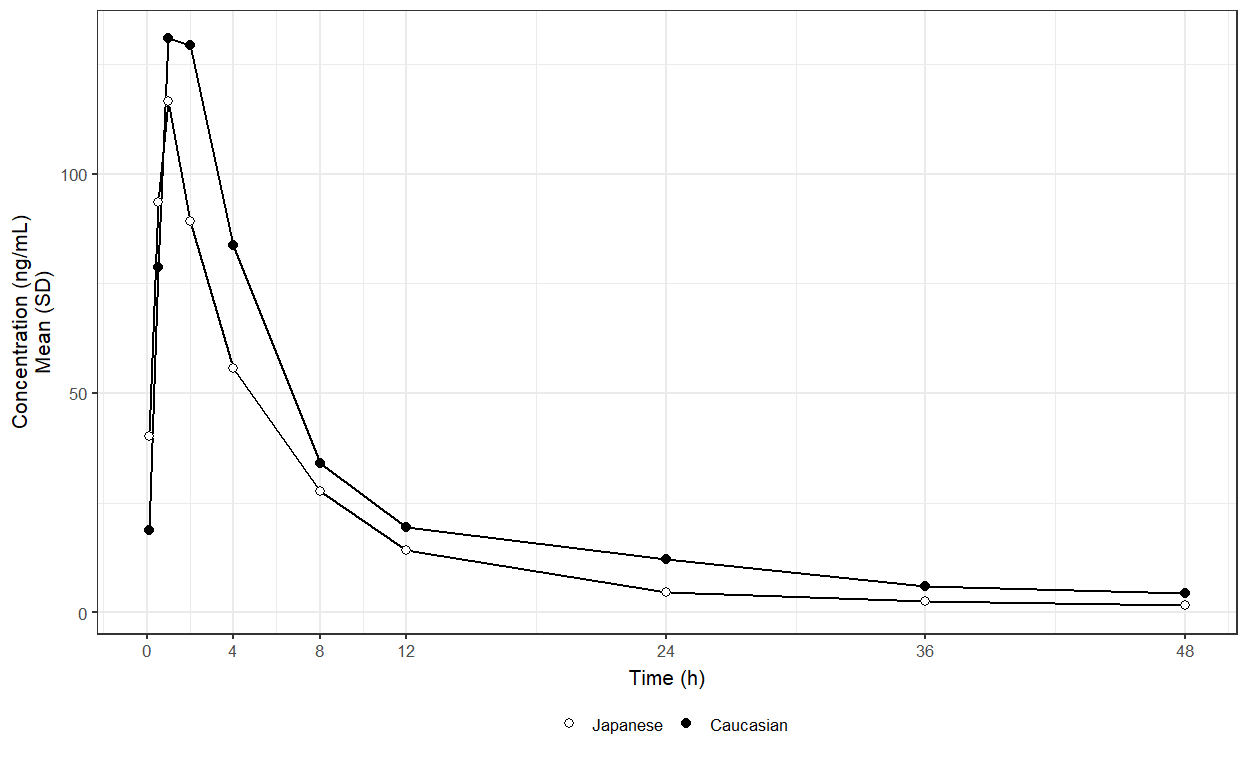 Concentration (ng/mL)
Mean (SD)
100
50
0
0 4 8 12 24 36 48
Time (h)
Japanese Caucasian